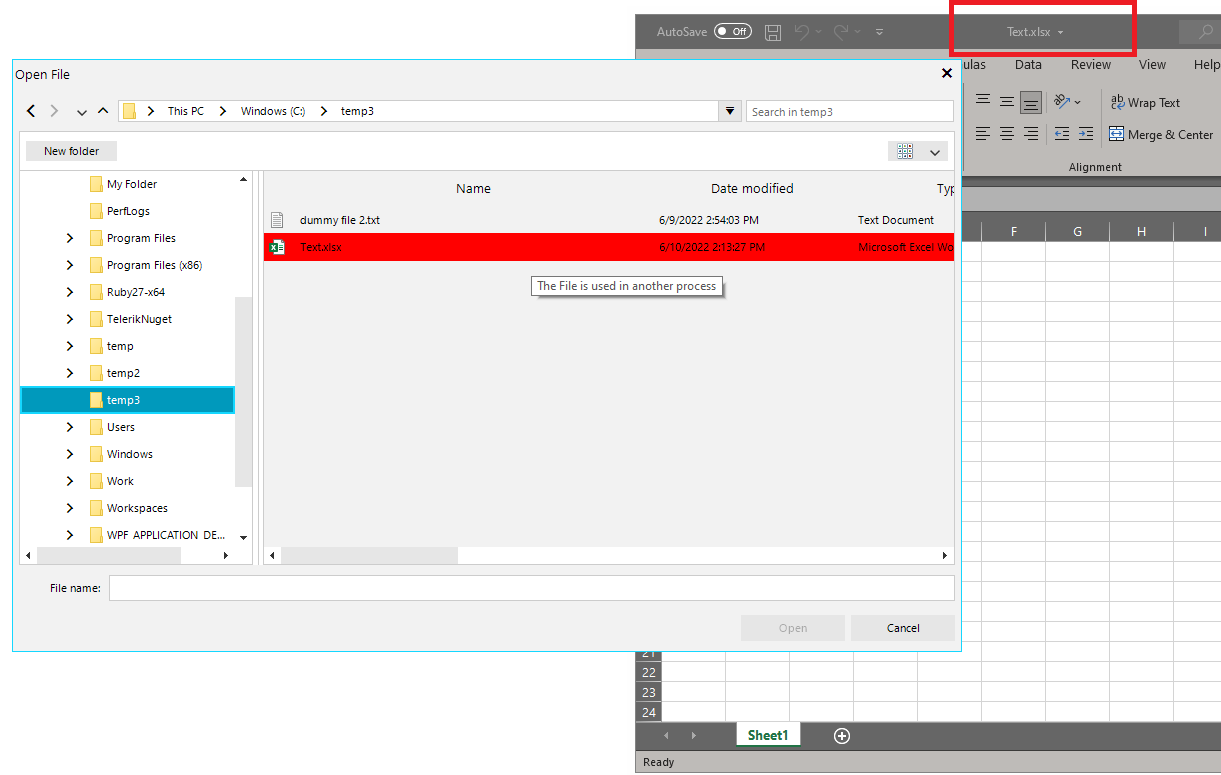 AutoSave Off
Text.xlsx
ulas Data Review View Help
Wrap Text
Merge & Center
Alignment
Open File
This PC Windows (C:) temp3
Search in temp3
New folder
My Folder
PerfLogs
Program Files
Program Files (x86)
Ruby27-x64
TelerikNuget
temp
temp2
temp3
Users
Windows
Work
Workspaces
WPF APPLICATION DE...
Name Date modified Typ
dummy file 2.txt 6/9/2022 2:54:03 PM Text Document
Text.xlsx 6/10/2022 2:13:27 PM Microsoft Excel Wo
The File is used in another process
File name:
Open Cancel
F G H I
21
22
23
24
Sheet1
Ready